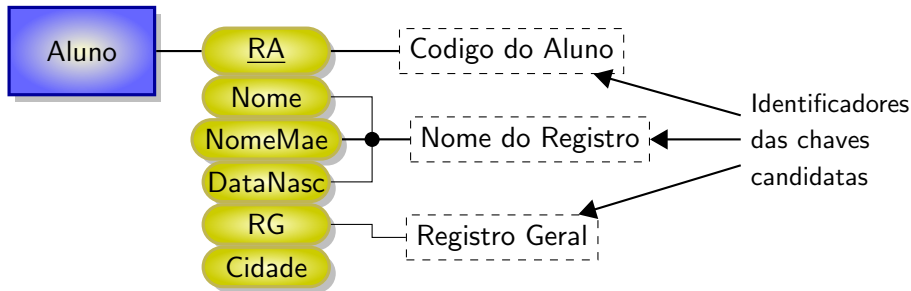 Aluno
RA
Codigo do Aluno
Nome
NomeMae
Nome do Registro
DataNasc
RG
Registro Geral
Cidade
Identificadores
das chaves
candidatas